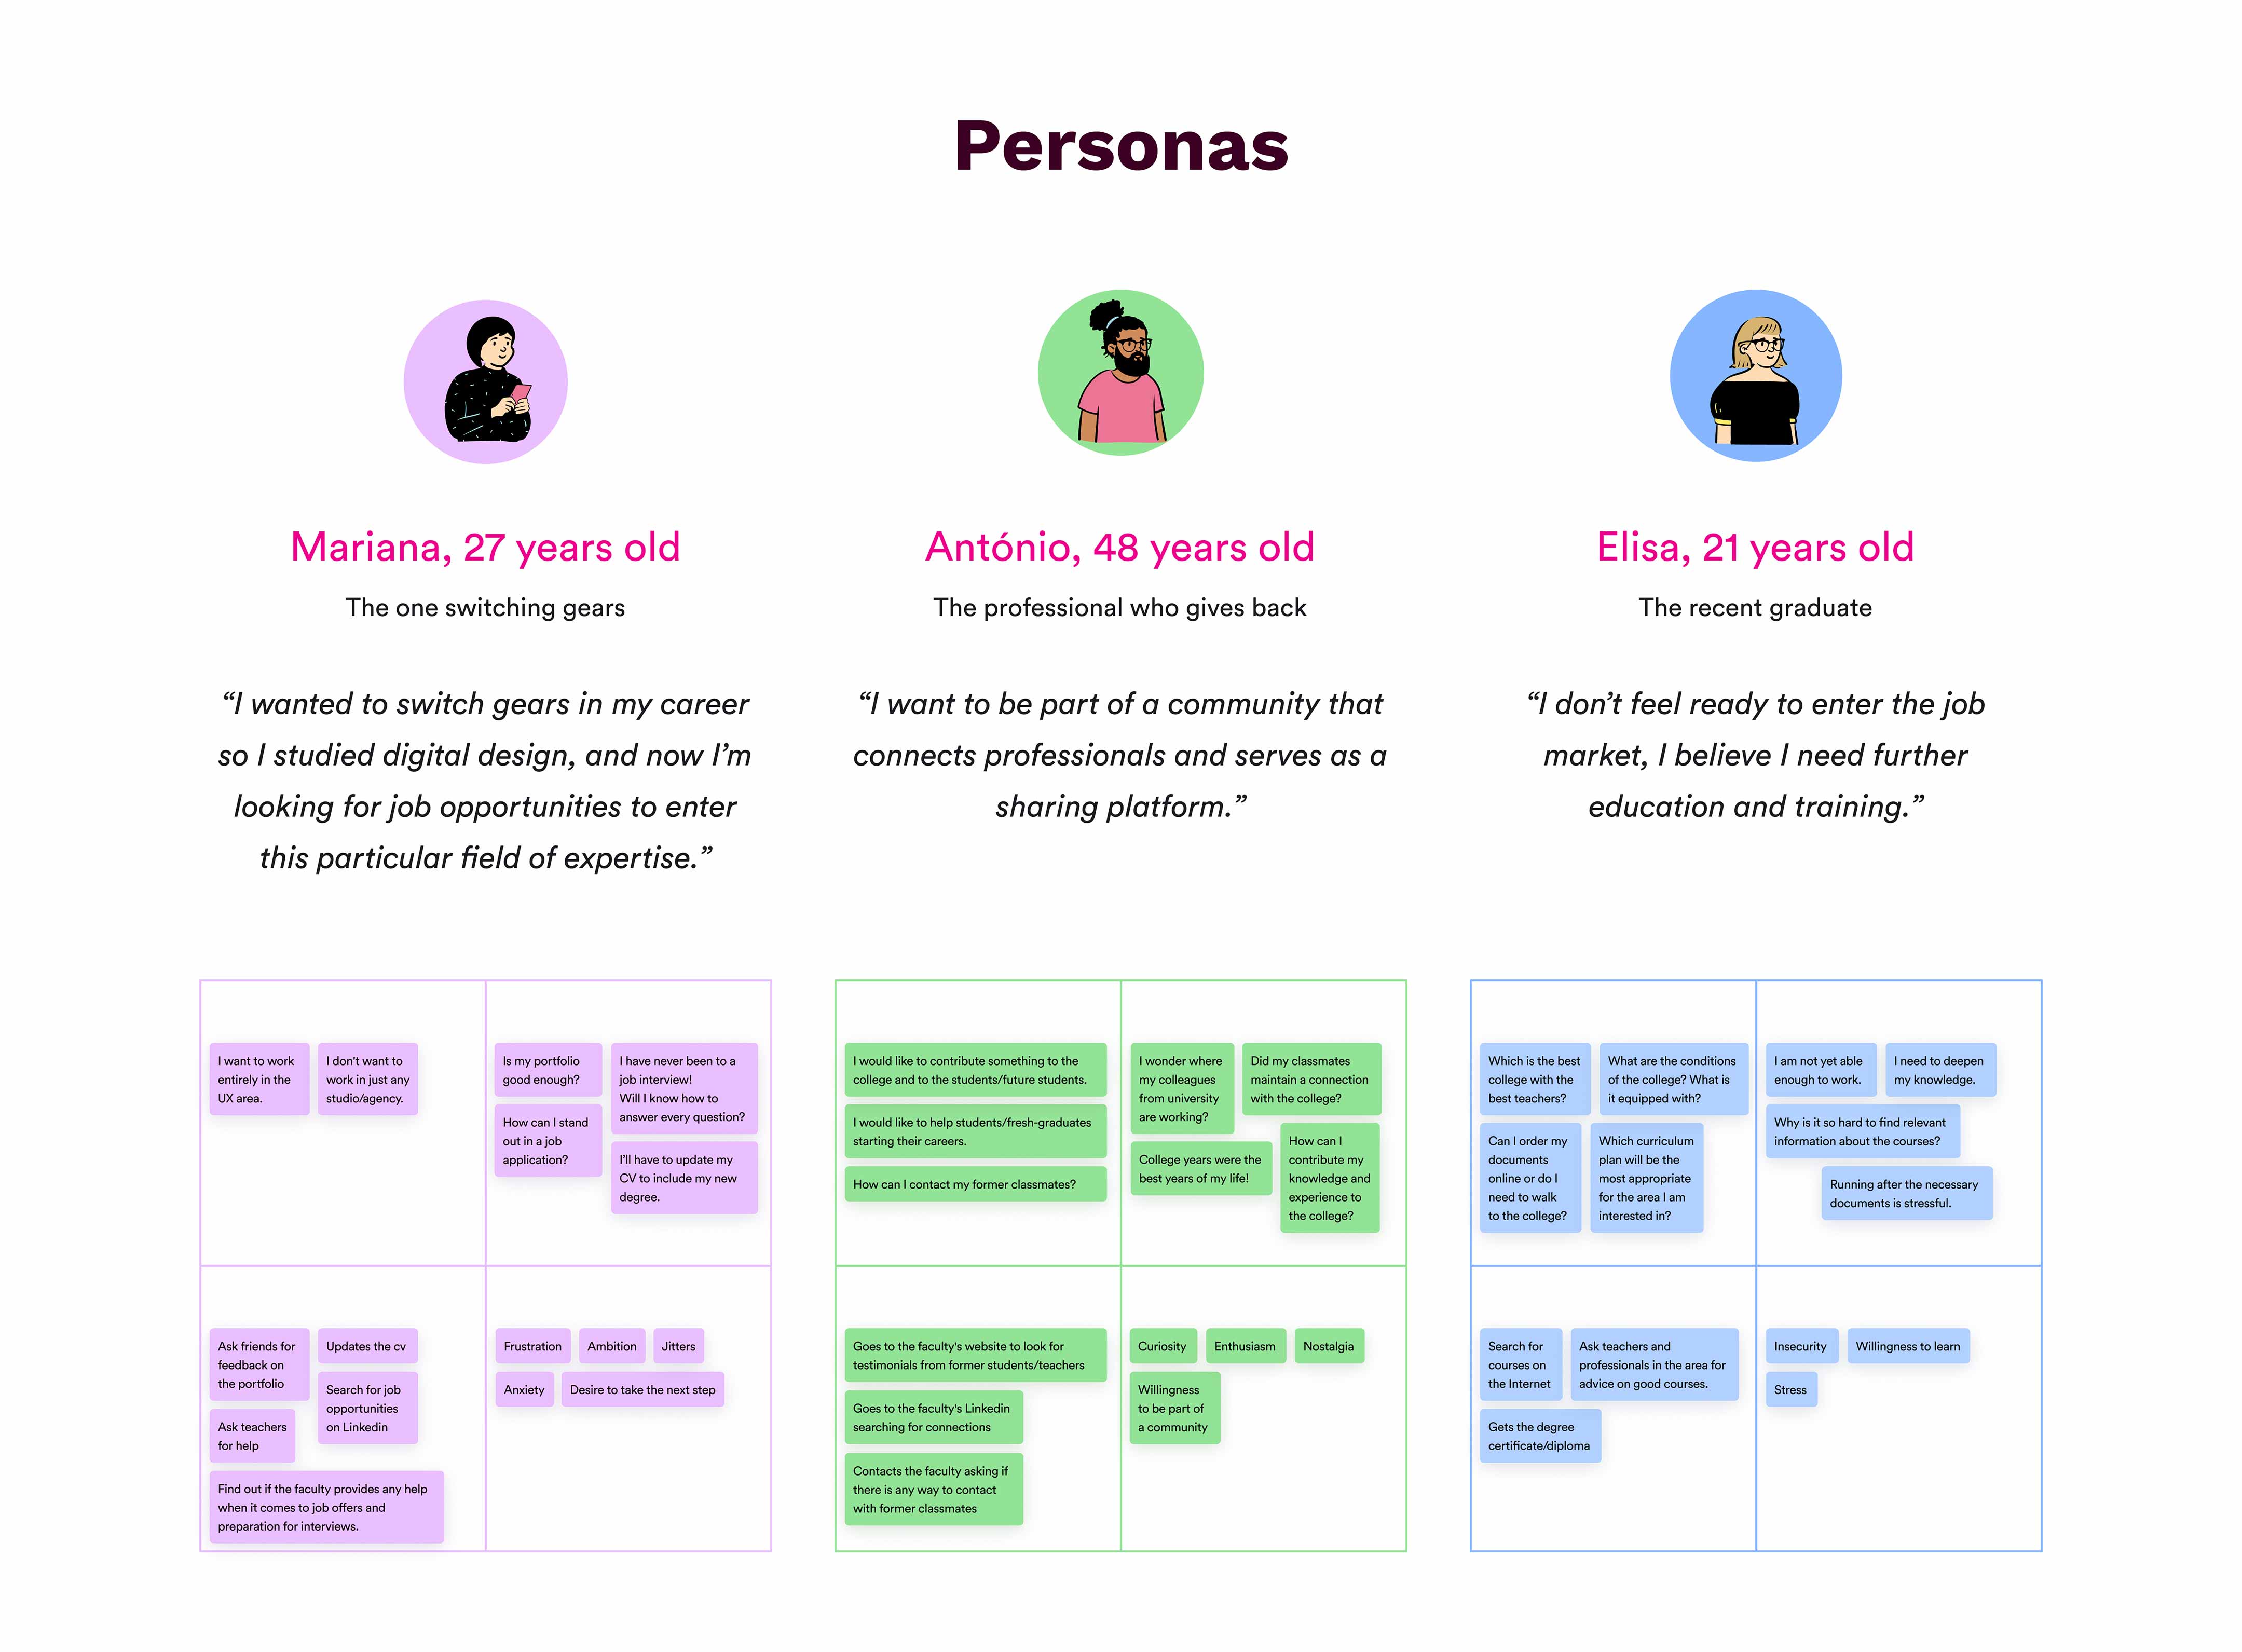 Personas
Mariana, 27 years old
The one switching gears
“I wanted to switch gears in my career
so I studied digital design, and now I’m
looking for job opportunities to enter
this particular field of expertise.”
António, 48 years old
The professional who gives back
“I want to be part of a community that
connects professionals and serves as a
sharing platform.”
Elisa, 21 years old
The recent graduate
“I don’t feel ready to enter the job
market, I believe I need further
education and training.”
I want to work
entirely in the
UX area.
I don't want to
work in just any
studio/agency.
Is my portfolio
good enough?
How can I stand
out in a job
application?
I have never been to a
job interview!
Will I know how to
answer every question?
I’ll have to update my
CV to include my new
degree.
Ask friends for
feedback on
the portfolio
Updates the cv
Search for job
opportunities
on Linkedin
Ask teachers
for help
Find out if the faculty provides any help
when it comes to job offers and
preparation for interviews.
Frustration
Ambition
Jitters
Anxiety
Desire to take the next step
I would like to contribute something to the
college and to the students/future students.
I would like to help students/fresh-graduates
starting their careers.
How can I contact my former classmates?
I wonder where
my colleagues
from university
are working?
Did my classmates
maintain a connection
with the college?
College years were the
best years of my life!
How can I
contribute my
knowledge and
experience to
the college?
Goes to the faculty's website to look for
testimonials from former students/teachers
Goes to the faculty's Linkedin
searching for connections
Contacts the faculty asking if
there is any way to contact
with former classmates
Curiosity
Enthusiasm
Nostalgia
Willingness
to be part of
a community
Which is the best
college with the
best teachers?
What are the conditions
of the college? What is
it equipped with?
Can I order my
documents
online or do I
need to walk
to the college?
Which curriculum
plan will be the
most appropriate
for the area I am
interested in?
I am not yet able
enough to work.
I need to deepen
my knowledge.
Why is it so hard to find relevant
information about the courses?
Running after the necessary
documents is stressful.
Search for
courses on
the Internet
Ask teachers and
professionals in the area for
advice on good courses.
Gets the degree
certificate/diploma
Insecurity
Willingness to learn
Stress